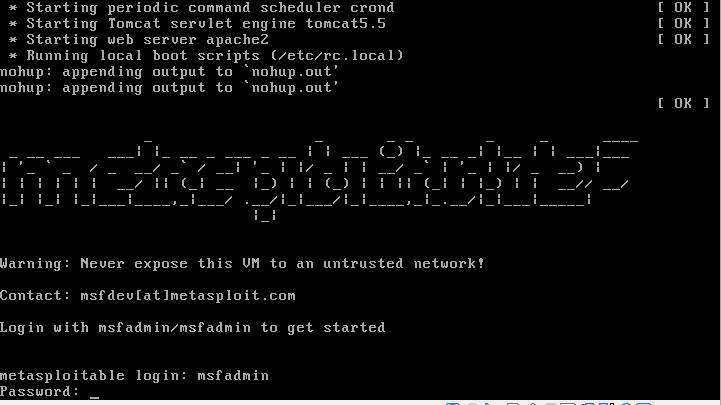 * Starting periodic command scheduler crond [ OK ]
* Starting Tomcat servlet engine tomcat5.5 [ OK ]
* Starting web server apache2 [ OK ]
* Running local boot scripts (/etc/rc.local)
nohup: appending output to `nohup.out'
nohup: appending output to `nohup.out'
[ OK ]
metasploitable2
Warning: Never expose this VM to an untrusted network!
Contact: msfdev[at]metasploit.com
Login with msfadmin/msfadmin to get started
metasploitable login: msfadmin
Password: _